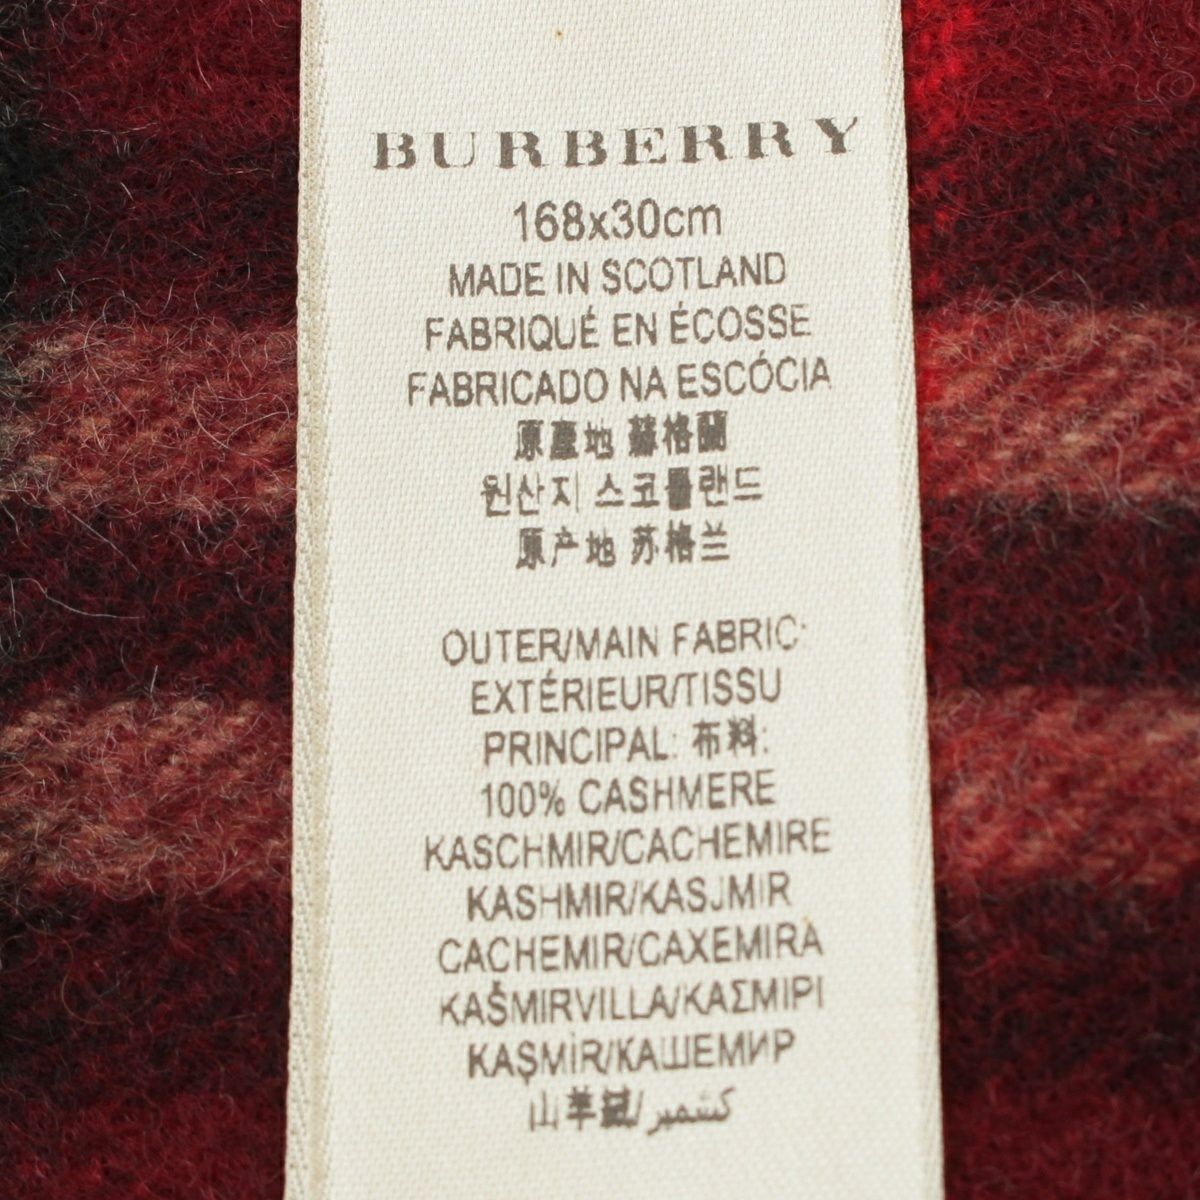 BURBERRY
168x30cm
MADE IN SCOTLAND
FABRIQUÉ EN ÉCOSSE
FABRICADO NA ESCÓCIA
原產地 蘇格蘭
원산지 스코틀랜드
原产地 苏格兰
OUTER/MAIN FABRIC:
EXTÉRIEUR/TISSU
PRINCIPAL: 布料:
100% CASHMERE
KASCHMIR/CACHEMIRE
KASHMIR/KASJMIR
CACHEMIR/CAXEMIRA
KAŠMIRVILLA/ΚΑΣΜΙΡΙ
KAŞMİR/КАШЕМИР
山羊絨/كشمير